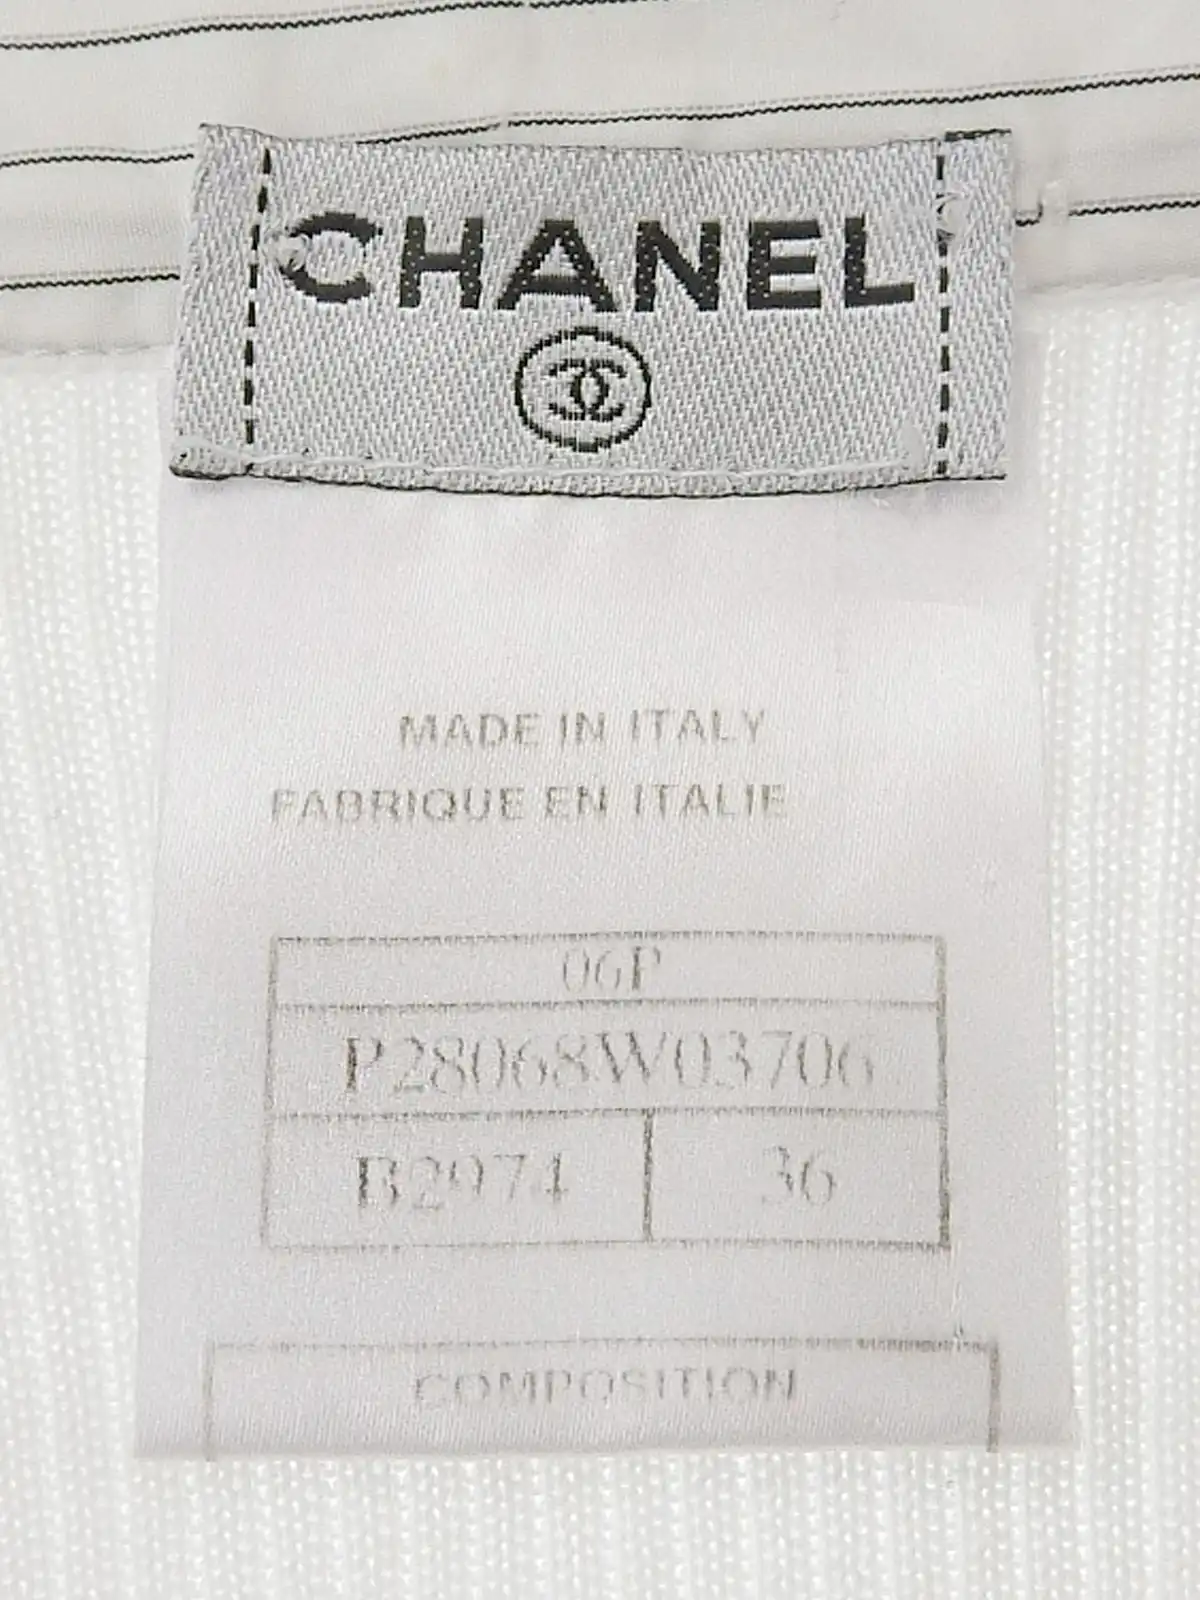 CHANEL
MADE IN ITALY
FABRIQUE EN ITALIE
06P
P28068W03706
B2974 36
COMPOSITION